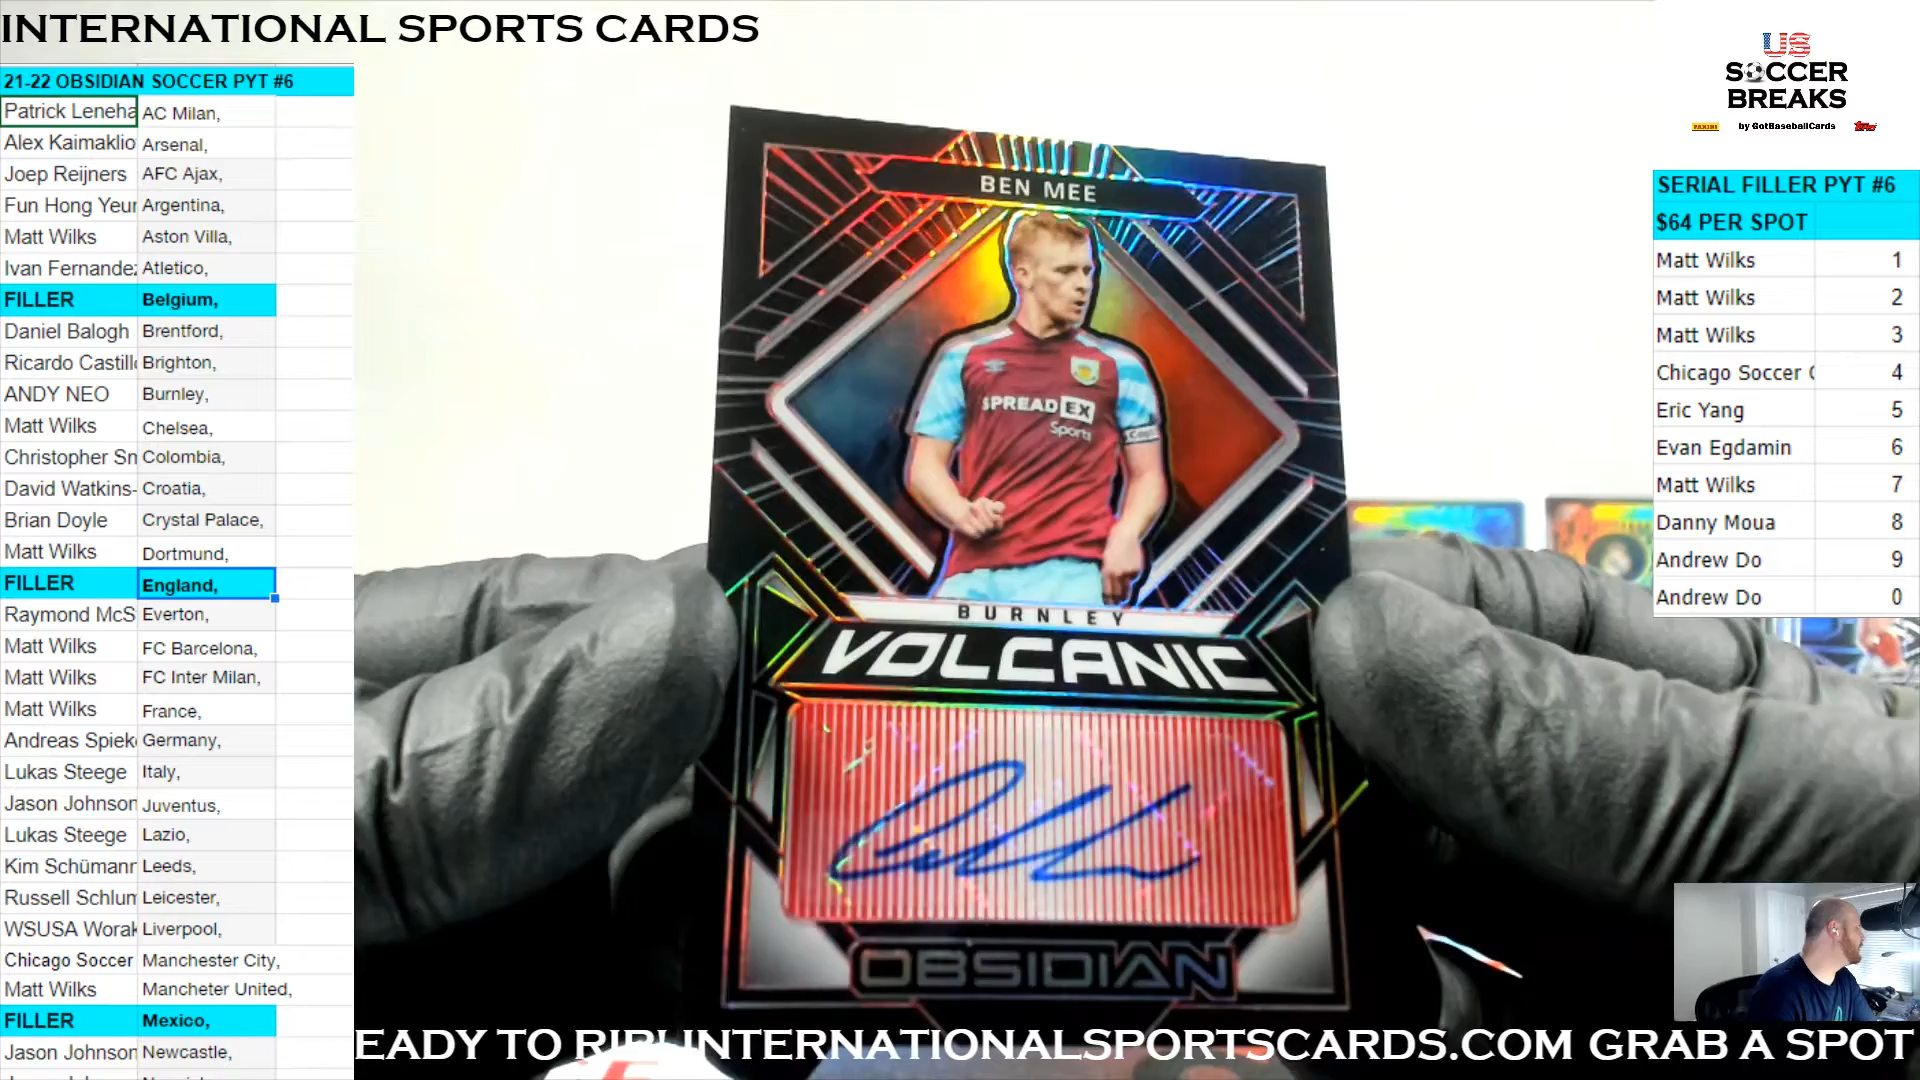 INTERNATIONAL SPORTS CARDS
21-22 OBSIDIAN SOCCER PYT #6
Patrick Leneha AC Milan,
Alex Kaimaklio Arsenal,
Joep Reijners AFC Ajax,
Fun Hong Yeur Argentina,
Matt Wilks Aston Villa,
Ivan Fernandez Atletico,
FILLER Belgium,
Daniel Balogh Brentford,
Ricardo Castill Brighton,
ANDY NEO Burnley,
Matt Wilks Chelsea,
Christopher Sm Colombia,
David Watkins- Croatia,
Brian Doyle Crystal Palace,
Matt Wilks Dortmund,
FILLER England,
Raymond McS Everton,
Matt Wilks FC Barcelona,
Matt Wilks FC Inter Milan,
Matt Wilks France,
Andreas Spiek Germany,
Lukas Steege Italy,
Jason Johnson Juventus,
Lukas Steege Lazio,
Kim Schümann Leeds,
Russell Schlum Leicester,
WSUSA Worak Liverpool,
Chicago Soccer Manchester City,
Matt Wilks Mancheter United,
FILLER Mexico,
Jason Johnson Newcastle,
BEN MEE
SPREADEX
Sports
BURNLEY
VOLCANIC
OBSIDIAN
US
SOCCER
BREAKS
PANINI by GotBaseballCards Topps
SERIAL FILLER PYT #6
$64 PER SPOT
Matt Wilks 1
Matt Wilks 2
Matt Wilks 3
Chicago Soccer 4
Eric Yang 5
Evan Egdamin 6
Matt Wilks 7
Danny Moua 8
Andrew Do 9
Andrew Do 0
EADY TO RIP! INTERNATIONALSPORTSCARDS.COM GRAB A SPOT